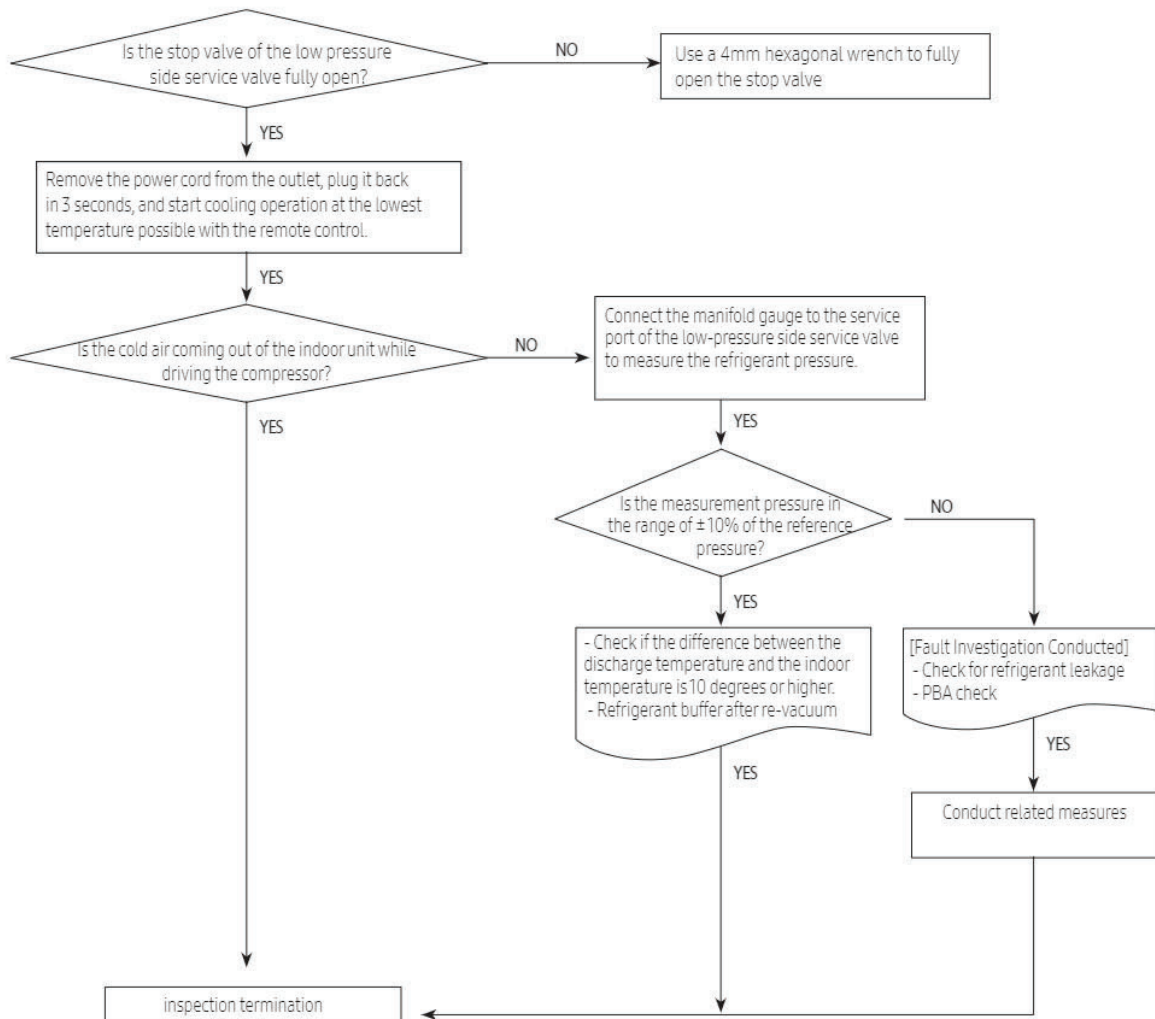 Is the stop valve of the low pressure
side service valve fully open?
NO
Use a 4mm hexagonal wrench to fully
open the stop valve
YES
Remove the power cord from the outlet, plug it back
in 3 seconds, and start cooling operation at the lowest
temperature possible with the remote control.
YES
Is the cold air coming out of the indoor unit while
driving the compressor?
NO
Connect the manifold gauge to the service
port of the low-pressure side service valve
to measure the refrigerant pressure.
YES
YES
Is the measurement pressure in
the range of ±10% of the reference
pressure?
NO
YES
- Check if the difference between the
discharge temperature and the indoor
temperature is 10 degrees or higher.
- Refrigerant buffer after re-vacuum
[Fault Investigation Conducted]
- Check for refrigerant leakage
- PBA check
YES
YES
Conduct related measures
inspection termination